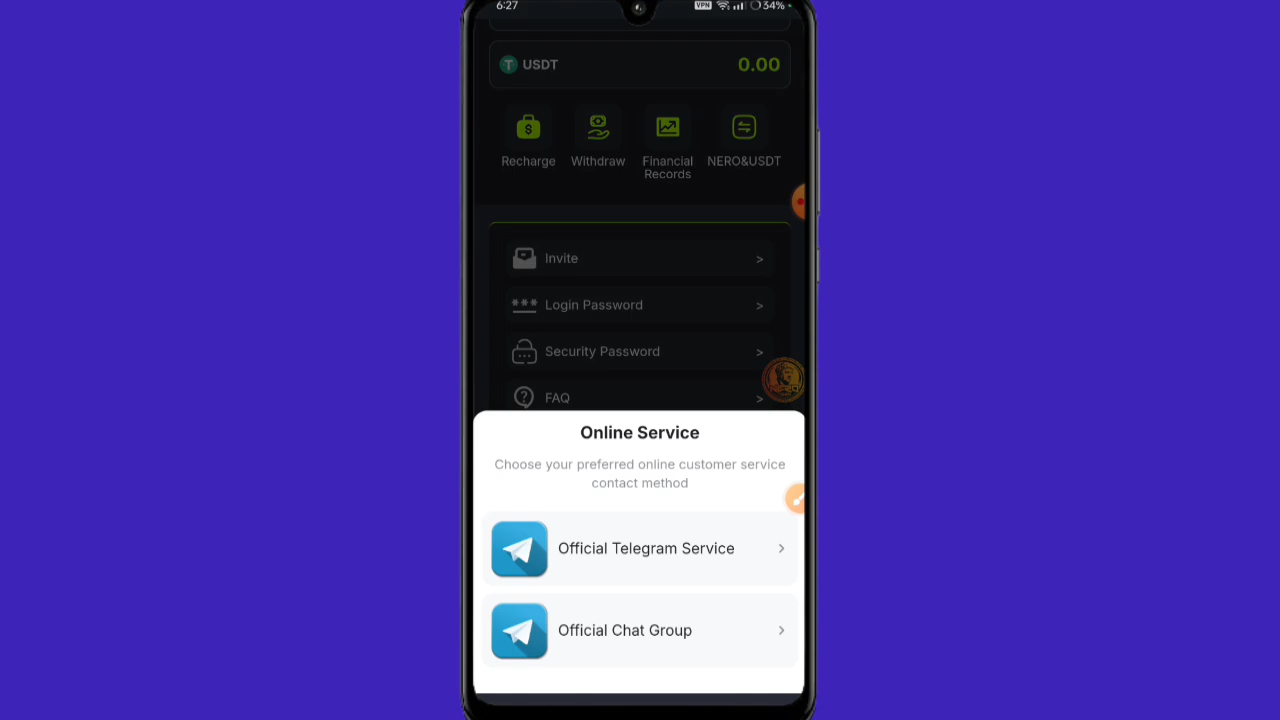 6:27
VPN
34%
USDT
0.00
Recharge
Withdraw
Financial
Records
NERO&USDT
Invite
>
Login Password
>
Security Password
>
FAQ
>
Online Service
Choose your preferred online customer service
contact method
Official Telegram Service
Official Chat Group